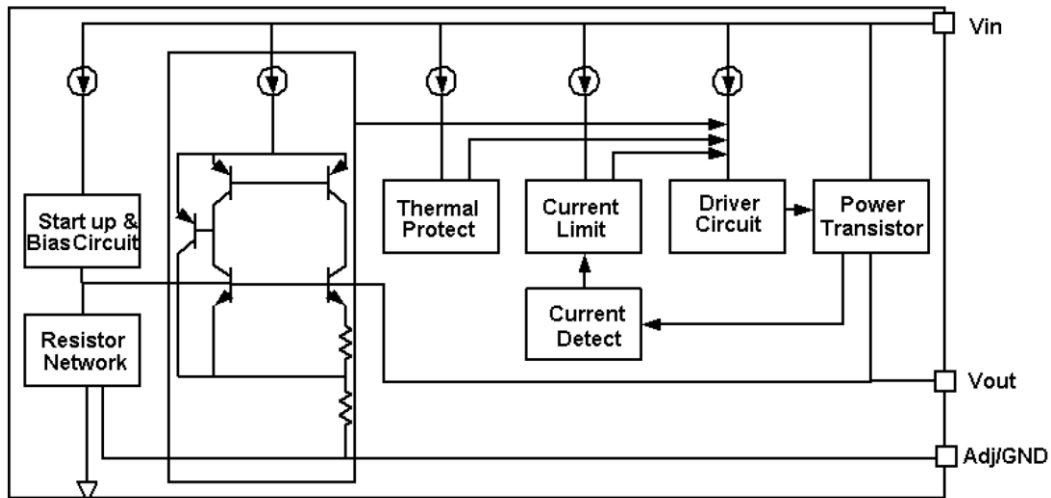 Vin
Start up &
Bias Circuit
Thermal
Protect
Current
Limit
Driver
Circuit
Power
Transistor
Resistor
Network
Current
Detect
Vout
Adj/GND